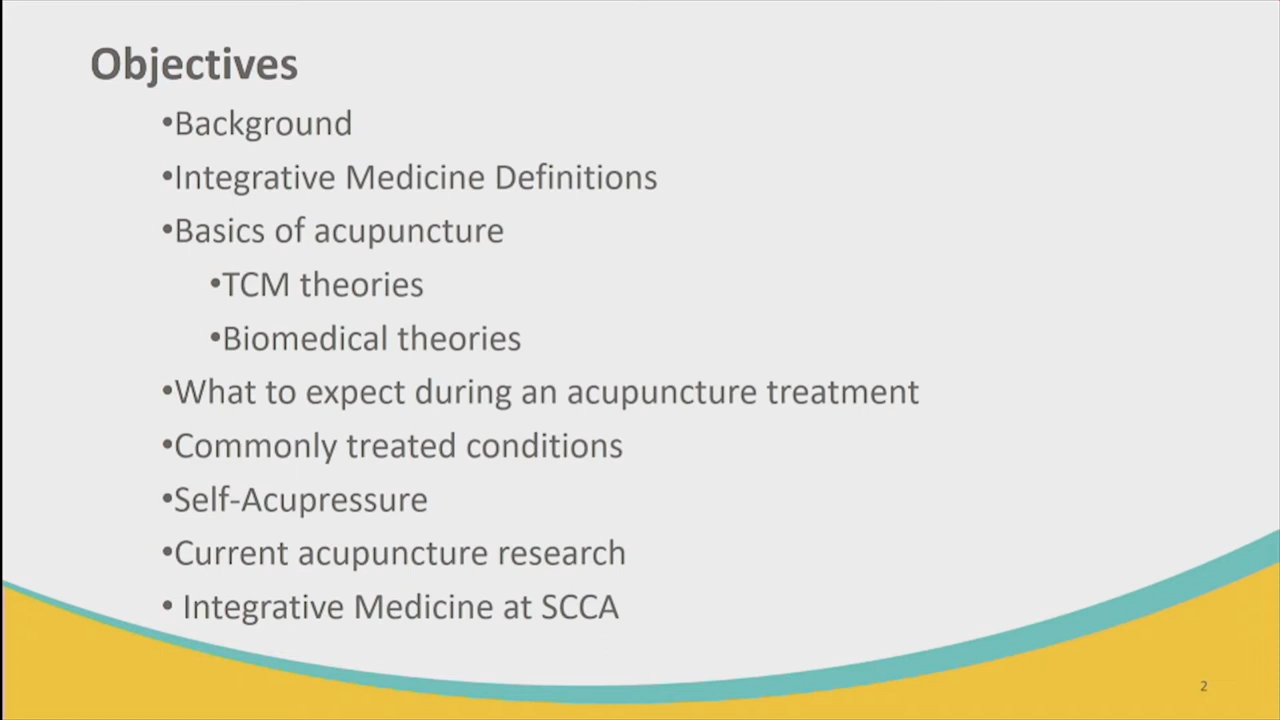 Objectives
•Background
•Integrative Medicine Definitions
•Basics of acupuncture
•TCM theories
•Biomedical theories
•What to expect during an acupuncture treatment
•Commonly treated conditions
•Self-Acupressure
•Current acupuncture research
• Integrative Medicine at SCCA
2